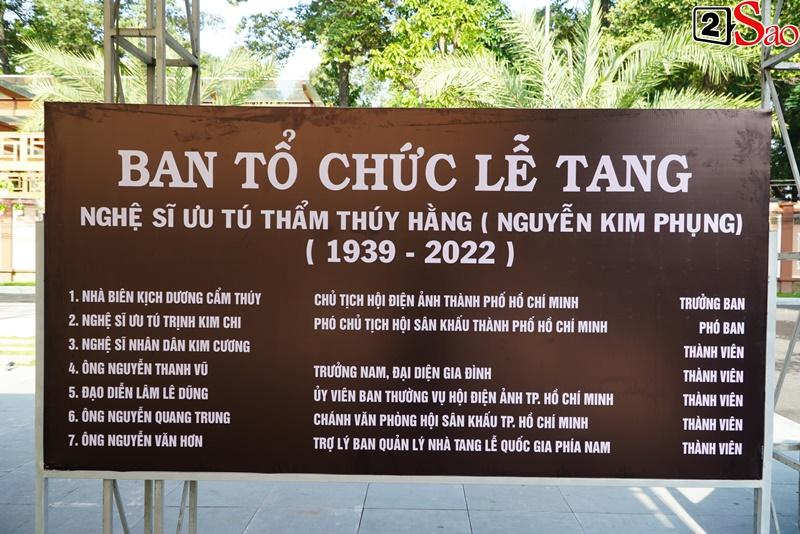 2 Sao
BAN TỔ CHỨC LỄ TANG
NGHỆ SĨ ƯU TÚ THẨM THÚY HẰNG ( NGUYỄN KIM PHỤNG)
( 1939 - 2022 )
1. NHÀ BIÊN KỊCH DƯƠNG CẨM THÚY CHỦ TỊCH HỘI ĐIỆN ẢNH THÀNH PHỐ HỒ CHÍ MINH TRƯỞNG BAN
2. NGHỆ SĨ ƯU TÚ TRỊNH KIM CHI PHÓ CHỦ TỊCH HỘI SÂN KHẤU THÀNH PHỐ HỒ CHÍ MINH PHÓ BAN
3. NGHỆ SĨ NHÂN DÂN KIM CƯƠNG THÀNH VIÊN
4. ÔNG NGUYỄN THANH VŨ TRƯỞNG NAM, ĐẠI DIỆN GIA ĐÌNH THÀNH VIÊN
5. ĐẠO DIỄN LÂM LÊ DŨNG ỦY VIÊN BAN THƯỜNG VỤ HỘI ĐIỆN ẢNH TP. HỒ CHÍ MINH THÀNH VIÊN
6. ÔNG NGUYỄN QUANG TRUNG CHÁNH VĂN PHÒNG HỘI SÂN KHẤU TP. HỒ CHÍ MINH THÀNH VIÊN
7. ÔNG NGUYỄN VĂN HƠN TRỢ LÝ BAN QUẢN LÝ NHÀ TANG LỄ QUỐC GIA PHÍA NAM THÀNH VIÊN